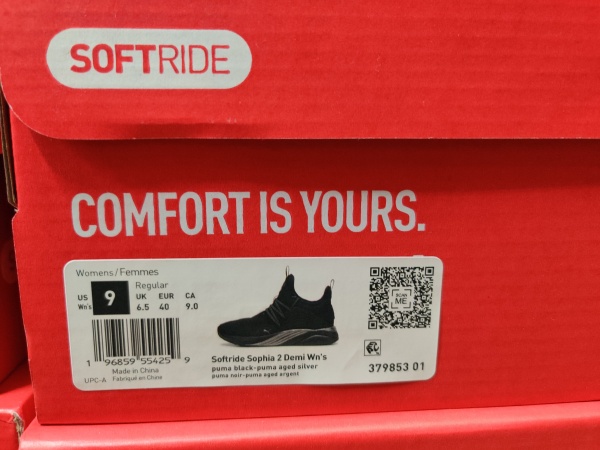 SOFTRIDE
COMFORT IS YOURS.
Womens/Femmes
Regular
US UK EUR CA
Wn's 9 6.5 40 9.0
SCAN ME
1 96859 55425 9
Made in China
UPC-A Fabriqué en Chine
Softride Sophia 2 Demi Wn's
puma black-puma aged silver
puma noir-puma aged argent
379853 01